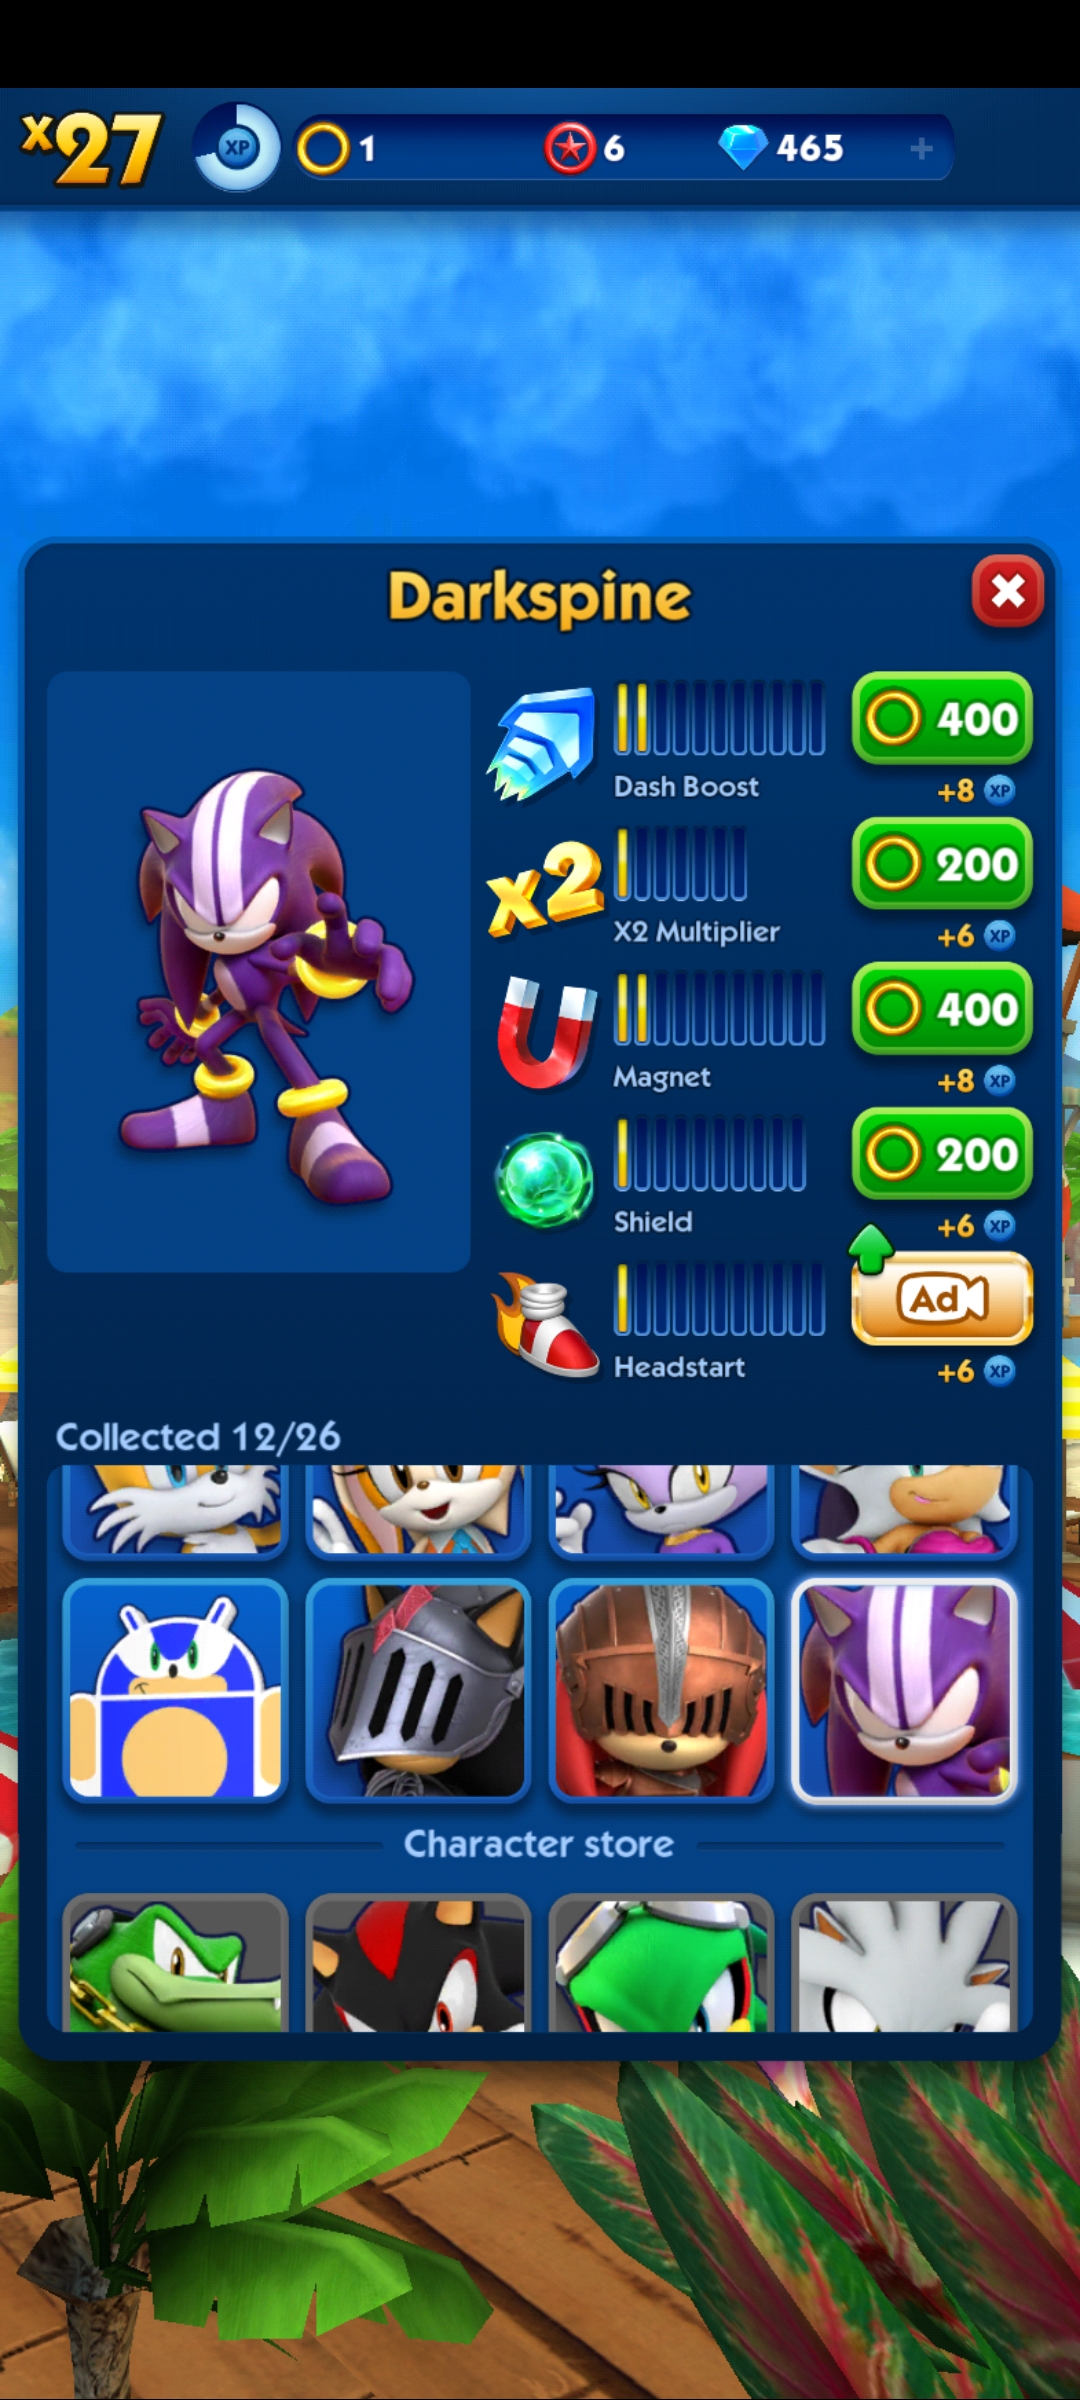 x27
XP
1
6
465
+
Darkspine
400
Dash Boost
+8 XP
x2
200
X2 Multiplier
+6 XP
400
Magnet
+8 XP
200
Shield
+6 XP
Ad
Headstart
+6 XP
Collected 12/26
Character store